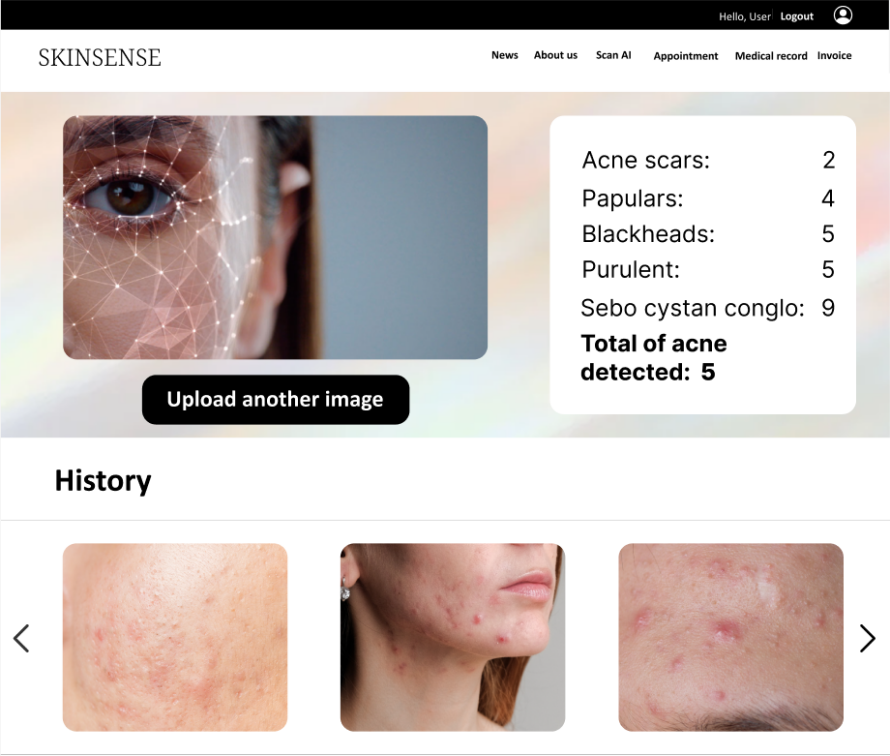 Hello, User Logout
SKINSENSE
News About us Scan AI Appointment Medical record Invoice
Acne scars: 2
Papulars: 4
Blackheads: 5
Purulent: 5
Sebo cystan conglo: 9
Total of acne
detected: 5
Upload another image
History